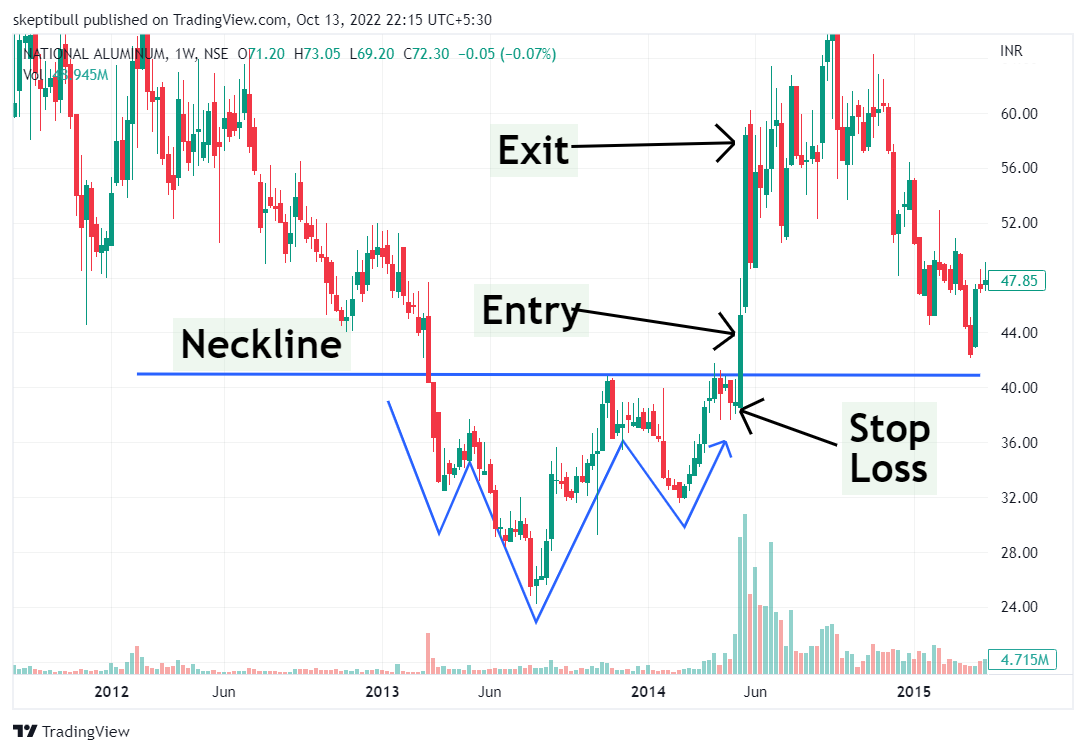 skeptibull published on TradingView.com, Oct 13, 2022 22:15 UTC+5:30
NATIONAL ALUMINUM, 1W, NSE O71.20 H73.05 L69.20 C72.30 −0.05 (−0.07%)
INR
Vol
60.00
Exit
56.00
52.00
47.85
Entry
44.00
Neckline
40.00
Stop
Loss
36.00
32.00
28.00
24.00
4.715M
2012 Jun 2013 Jun 2014 Jun 2015
TradingView